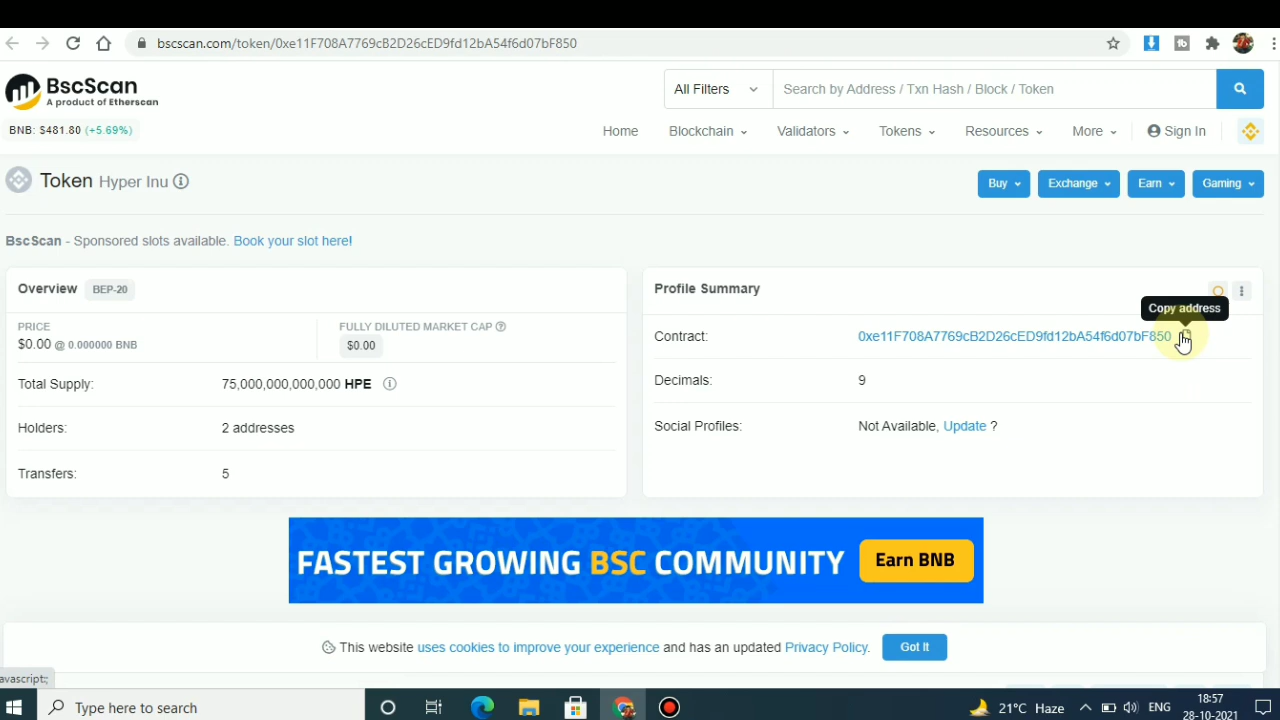 bscscan.com/token/0xe11F708A7769cB2D26cED9fd12bA54f6d07bF850
BscScan
A product of Etherscan
All Filters
Search by Address / Txn Hash / Block / Token
BNB: $481.80 (+5.69%)
Home Blockchain Validators Tokens Resources More Sign In
Token Hyper Inu
Buy Exchange Earn Gaming
BscScan - Sponsored slots available. Book your slot here!
Overview BEP-20
Profile Summary
Copy address
PRICE
$0.00 @ 0.000000 BNB
FULLY DILUTED MARKET CAP
$0.00
Contract: 0xe11F708A7769cB2D26cED9fd12bA54f6d07bF850
Total Supply: 75,000,000,000,000 HPE
Decimals: 9
Holders: 2 addresses
Social Profiles: Not Available, Update ?
Transfers: 5
FASTEST GROWING BSC COMMUNITY
Earn BNB
This website uses cookies to improve your experience and has an updated Privacy Policy.
Got It
avascript:;
Type here to search
21°C Haze
ENG
18:57
28-10-2021